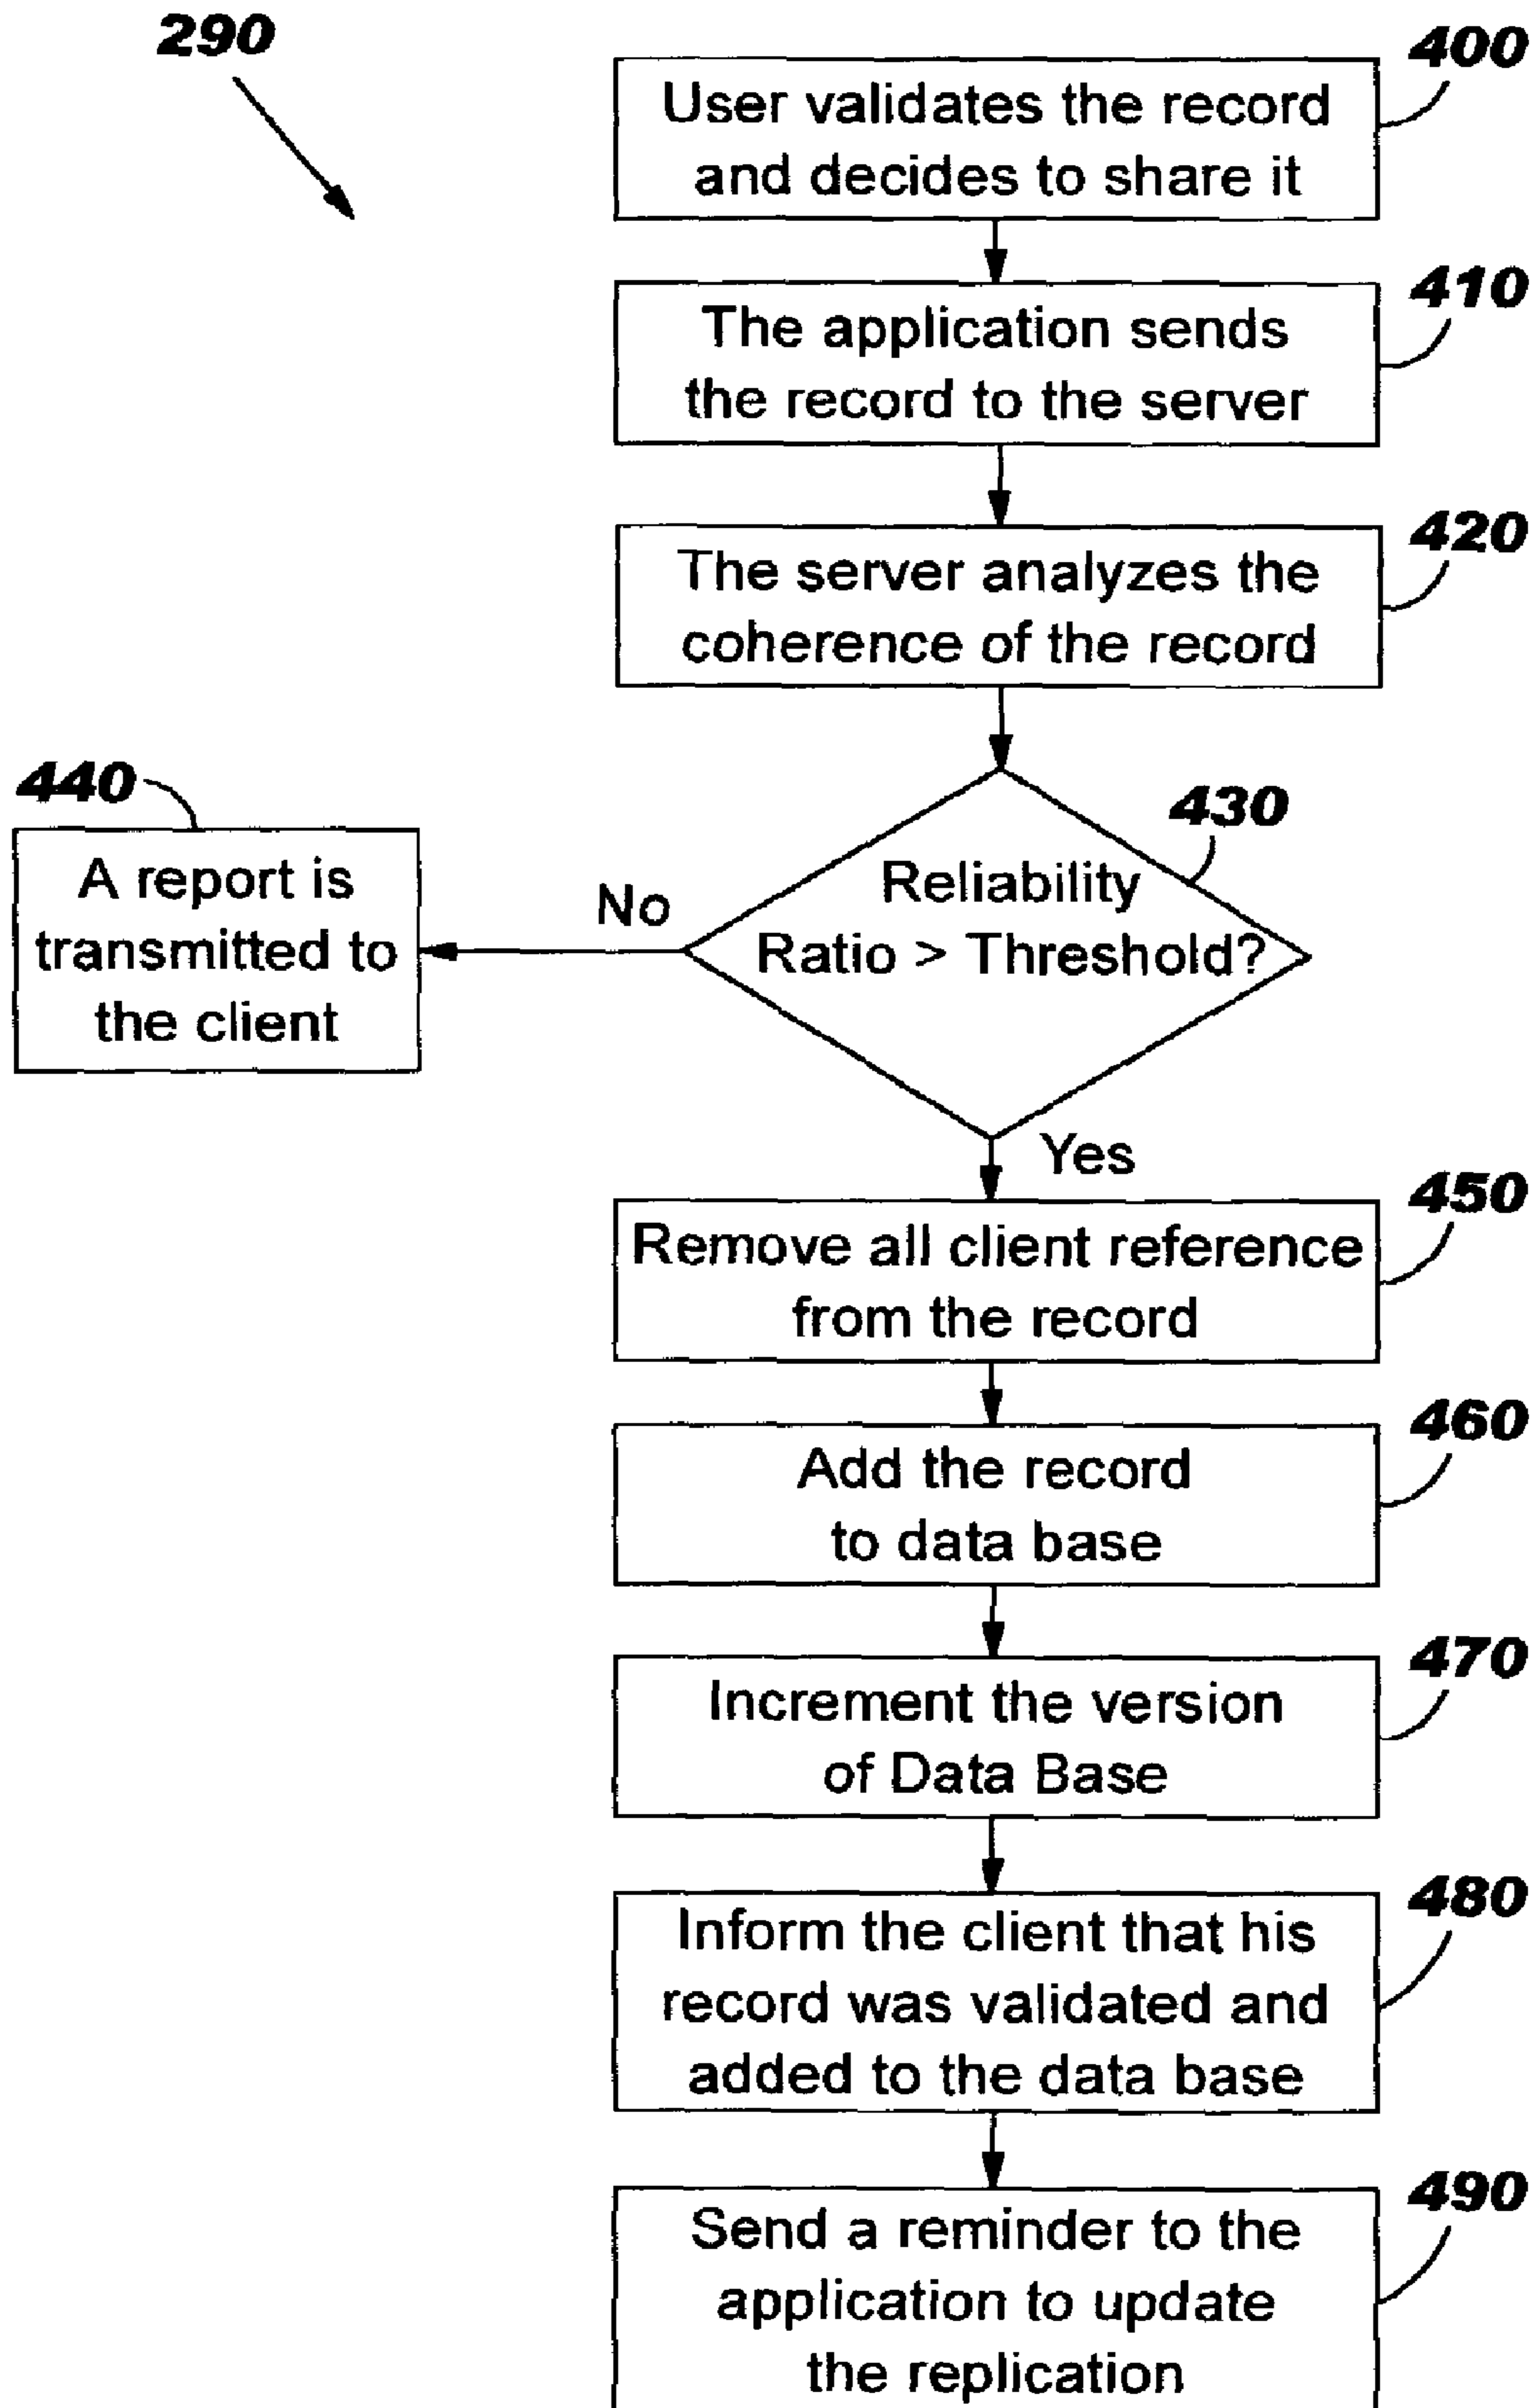 290
400
User validates the record
and decides to share it
410
The application sends
the record to the server
420
The server analyzes the
coherence of the record
430
Reliability
Ratio > Threshold?
No
440
A report is
transmitted to
the client
Yes
450
Remove all client reference
from the record
460
Add the record
to data base
470
Increment the version
of Data Base
480
Inform the client that his
record was validated and
added to the data base
490
Send a reminder to the
application to update
the replication